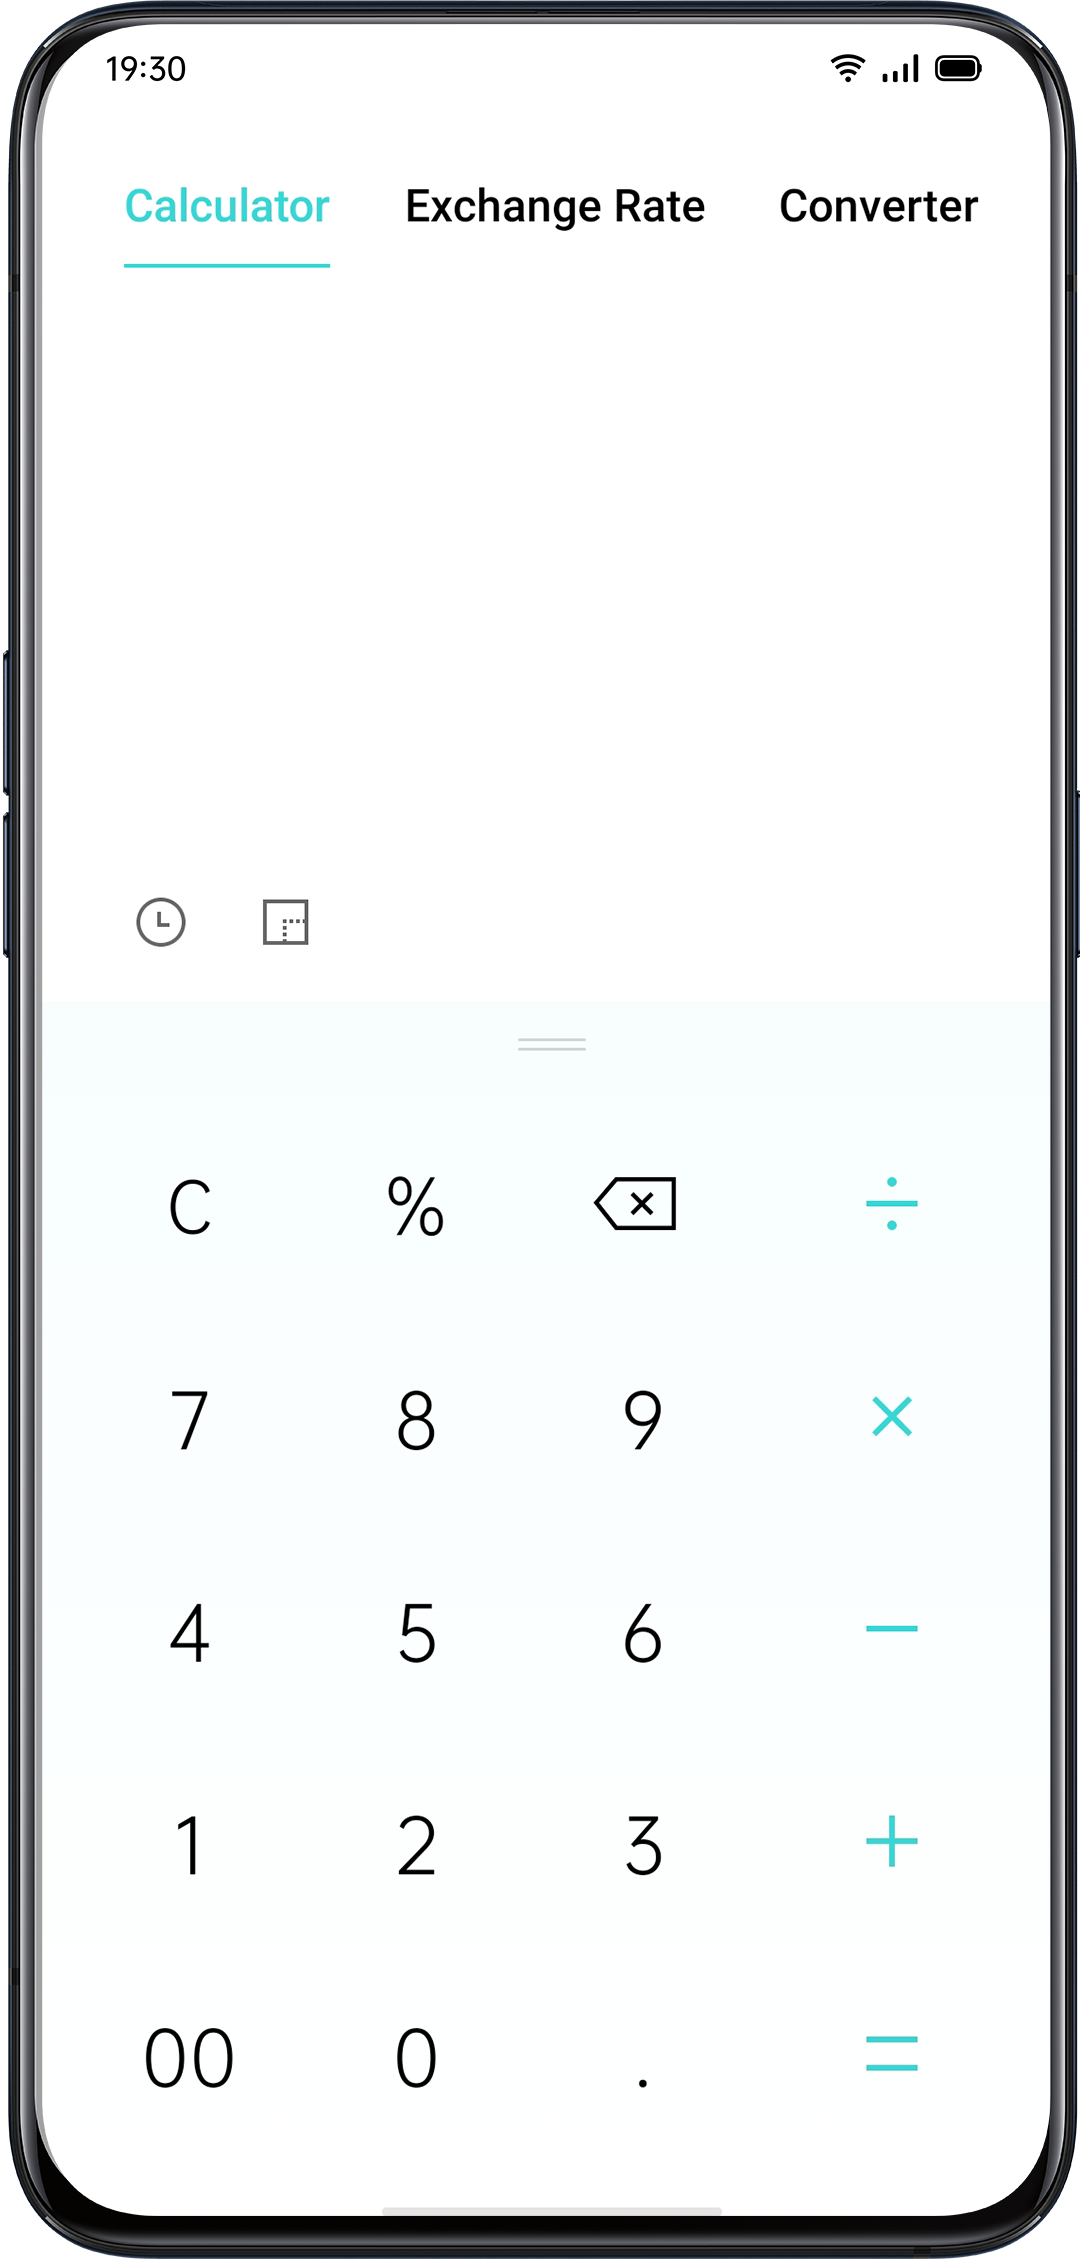 19:30
Calculator Exchange Rate Converter
C % ÷
7 8 9 ×
4 5 6 −
1 2 3 +
00 0 . =